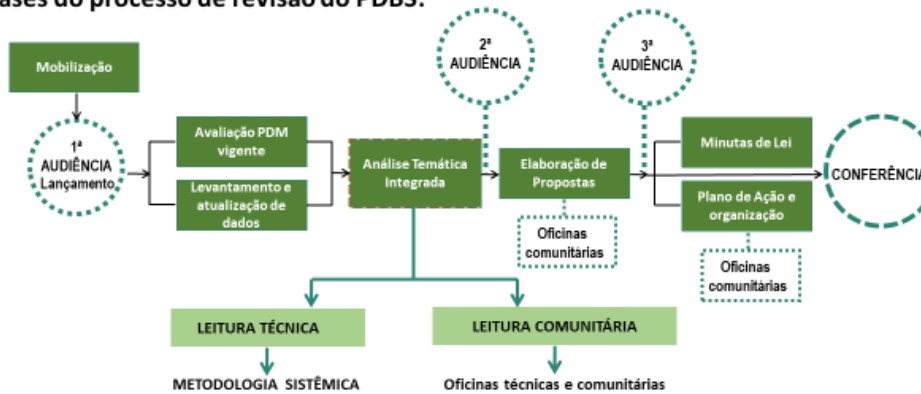 ases do processo de revisão do PDBS:
Mobilização
1ª
AUDIÊNCIA
Lançamento
Avaliação PDM
vigente
Levantamento e
atualização de
dados
Análise Temática
Integrada
2ª
AUDIÊNCIA
Elaboração de
Propostas
Oficinas
comunitárias
3ª
AUDIÊNCIA
Minutas de Lei
Plano de Ação e
organização
Oficinas
comunitárias
CONFERÊNCIA
LEITURA TÉCNICA
METODOLOGIA SISTÊMICA
LEITURA COMUNITÁRIA
Oficinas técnicas e comunitárias